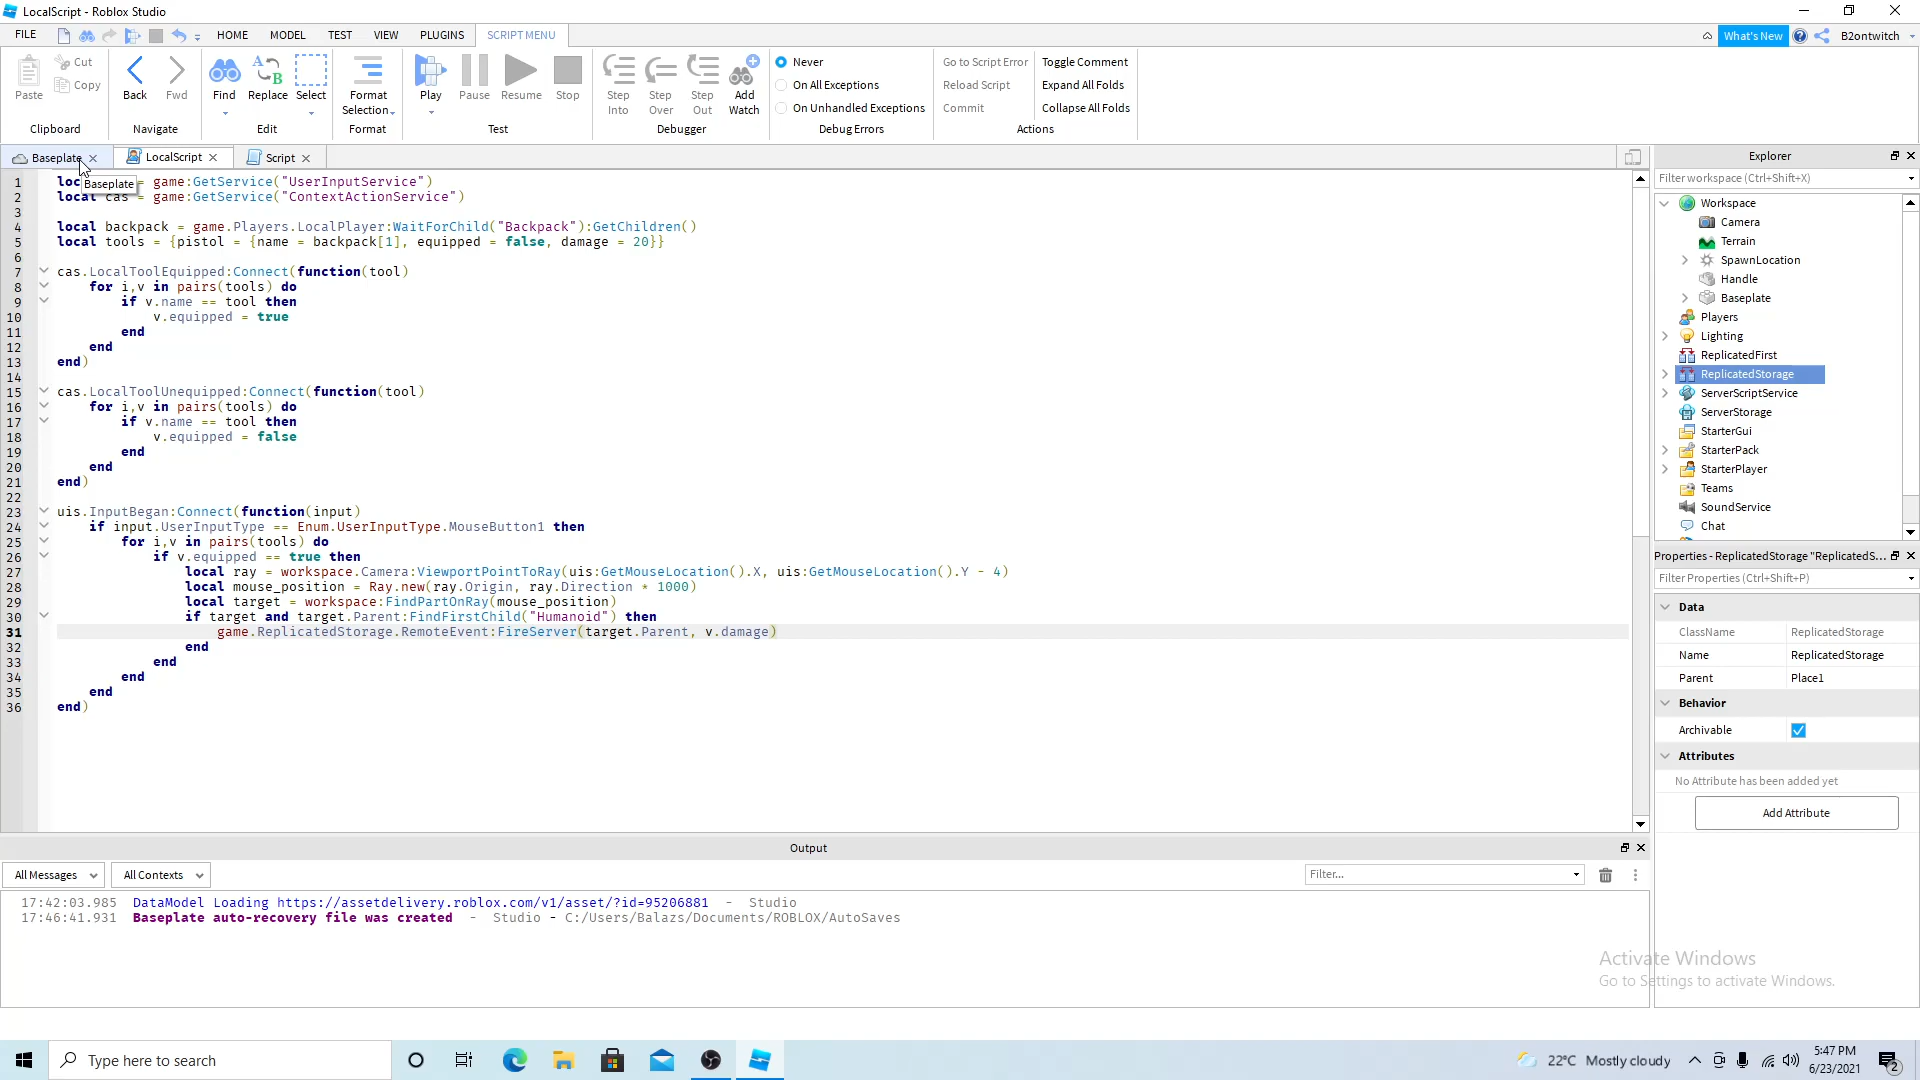 LocalScript - Roblox Studio
FILE HOME MODEL TEST VIEW PLUGINS SCRIPT MENU What's New B2ontwitch
Paste Cut Copy Back Fwd Find Replace Select Format Selection Play Pause Resume Stop Step Into Step Over Step Out Add Watch
Never
On All Exceptions
On Unhandled Exceptions
Go to Script Error
Reload Script
Commit
Toggle Comment
Expand All Folds
Collapse All Folds
Clipboard Navigate Edit Format Test Debugger Debug Errors Actions
Baseplate LocalScript Script
Baseplate
1 loc = game:GetService("UserInputService")
2 local cas = game:GetService("ContextActionService")
3
4 local backpack = game.Players.LocalPlayer:WaitForChild("Backpack"):GetChildren()
5 local tools = {pistol = {name = backpack[1], equipped = false, damage = 20}}
6
7 cas.LocalToolEquipped:Connect(function(tool)
8 for i,v in pairs(tools) do
9 if v.name == tool then
10 v.equipped = true
11 end
12 end
13 end)
14
15 cas.LocalToolUnequipped:Connect(function(tool)
16 for i,v in pairs(tools) do
17 if v.name == tool then
18 v.equipped = false
19 end
20 end
21 end)
22
23 uis.InputBegan:Connect(function(input)
24 if input.UserInputType == Enum.UserInputType.MouseButton1 then
25 for i,v in pairs(tools) do
26 if v.equipped == true then
27 local ray = workspace.Camera:ViewportPointToRay(uis:GetMouseLocation().X, uis:GetMouseLocation().Y - 4)
28 local mouse_position = Ray.new(ray.Origin, ray.Direction * 1000)
29 local target = workspace:FindPartOnRay(mouse_position)
30 if target and target.Parent:FindFirstChild("Humanoid") then
31 game.ReplicatedStorage.RemoteEvent:FireServer(target.Parent, v.damage)
32 end
33 end
34 end
35 end
36 end)
Explorer
Filter workspace (Ctrl+Shift+X)
Workspace
Camera
Terrain
SpawnLocation
Handle
Baseplate
Players
Lighting
ReplicatedFirst
ReplicatedStorage
ServerScriptService
ServerStorage
StarterGui
StarterPack
StarterPlayer
Teams
SoundService
Chat
Properties - ReplicatedStorage "ReplicatedS...
Filter Properties (Ctrl+Shift+P)
Data
ClassName ReplicatedStorage
Name ReplicatedStorage
Parent Place1
Behavior
Archivable
Attributes
No Attribute has been added yet
Add Attribute
Output
All Messages All Contexts Filter...
17:42:03.985 DataModel Loading https://assetdelivery.roblox.com/v1/asset/?id=95206881 - Studio
17:46:41.931 Baseplate auto-recovery file was created - Studio - C:/Users/Balazs/Documents/ROBLOX/AutoSaves
Activate Windows
Go to Settings to activate Windows.
Type here to search
22°C Mostly cloudy
5:47 PM
6/23/2021
2